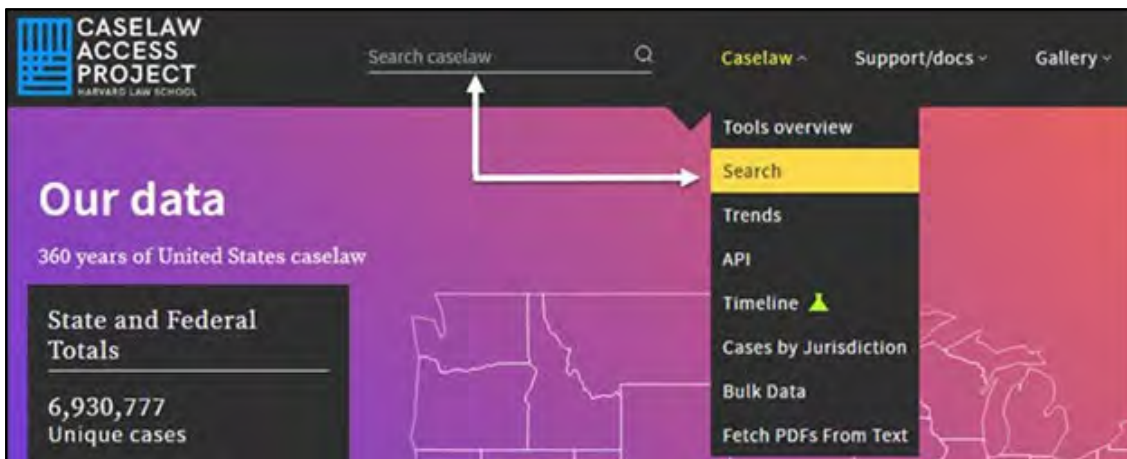 CASELAW
ACCESS
PROJECT
HARVARD LAW SCHOOL
Search caselaw
Caselaw
Support/docs
Gallery
Tools overview
Search
Trends
API
Timeline
Cases by Jurisdiction
Bulk Data
Fetch PDFs From Text
Our data
360 years of United States caselaw
State and Federal
Totals
6,930,777
Unique cases